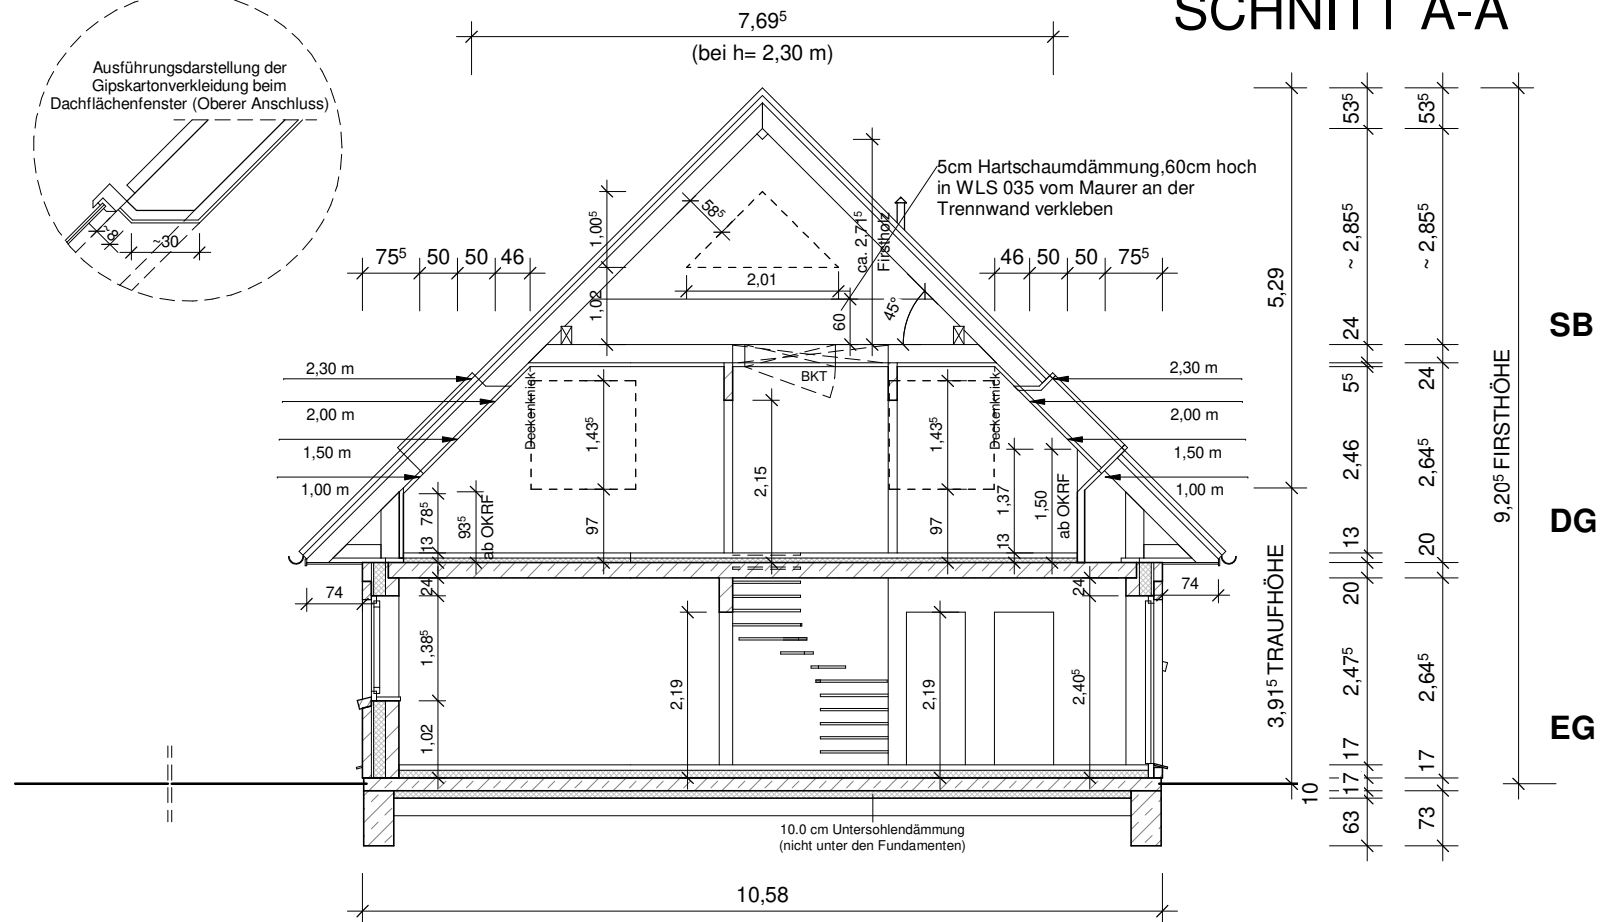 SCHNITT A-A
7,69⁵
(bei h= 2,30 m)
Ausführungsdarstellung der
Gipskartonverkleidung beim
Dachflächenfenster (Oberer Anschluss)
~8
~30
5cm Hartschaumdämmung,60cm hoch
in WLS 035 vom Maurer an der
Trennwand verkleben
75⁵ 50 50 46
46 50 50 75⁵
1,00⁵
1,02
58⁵
2,01
ca. 2,71⁵
Firstholz
60
45°
BKT
2,30 m
2,00 m
1,50 m
1,00 m
2,30 m
2,00 m
1,50 m
1,00 m
Deckenknick
1,43⁵
97
2,15
1,43⁵
97
Deckenknick
78⁵
13
93⁵
ab OKRF
1,37
13
1,50
ab OKRF
74
24
1,38⁵
1,02
2,19
2,19
24
2,40⁵
74
10.0 cm Untersohlendämmung
(nicht unter den Fundamenten)
10,58
5,29
3,91⁵ TRAUFHÖHE
10
53⁵
~ 2,85⁵
24
5⁵
2,46
13
20
2,47⁵
17
17
63
53⁵
~ 2,85⁵
24
2,64⁵
20
2,64⁵
17
73
9,20⁵ FIRSTHÖHE
SB
DG
EG